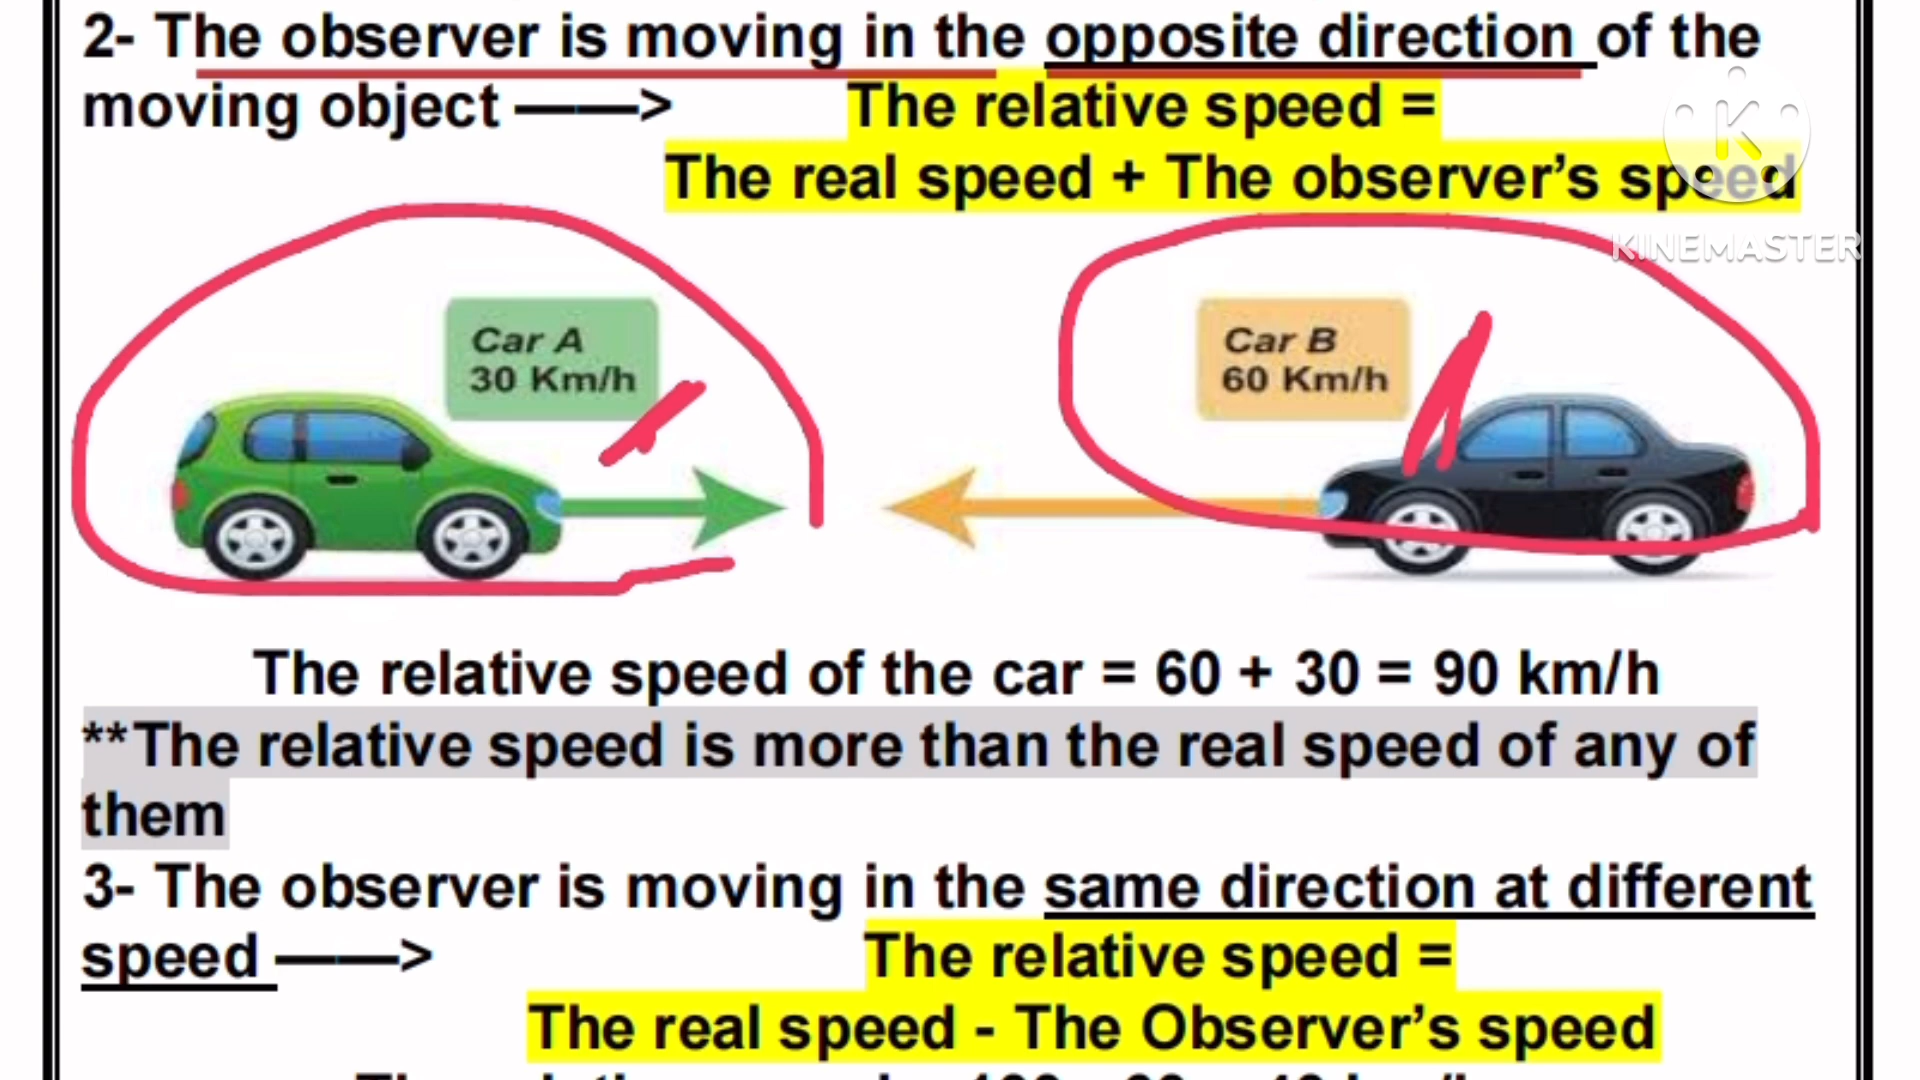 2- The observer is moving in the opposite direction of the
moving object ——> The relative speed =
The real speed + The observer’s speed
KINEMASTER
Car A
30 Km/h
Car B
60 Km/h
The relative speed of the car = 60 + 30 = 90 km/h
**The relative speed is more than the real speed of any of
them
3- The observer is moving in the same direction at different
speed ——> The relative speed =
The real speed - The Observer’s speed